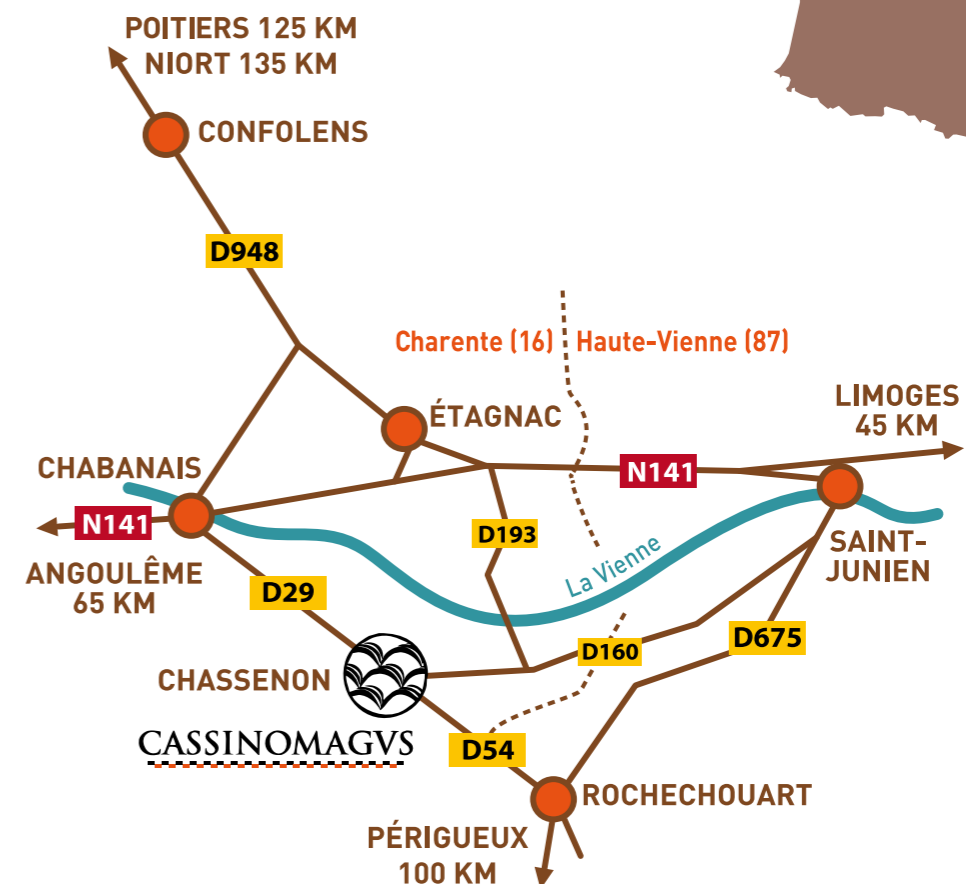 POITIERS 125 KM
NIORT 135 KM
CONFOLENS
D948
Charente (16)
Haute-Vienne (87)
ÉTAGNAC
LIMOGES
45 KM
CHABANAIS
N141
N141
ANGOULÊME
65 KM
D193
La Vienne
SAINT-
JUNIEN
D29
D160
D675
CHASSENON
CASSINOMAGVS
D54
ROCHECHOUART
PÉRIGUEUX
100 KM